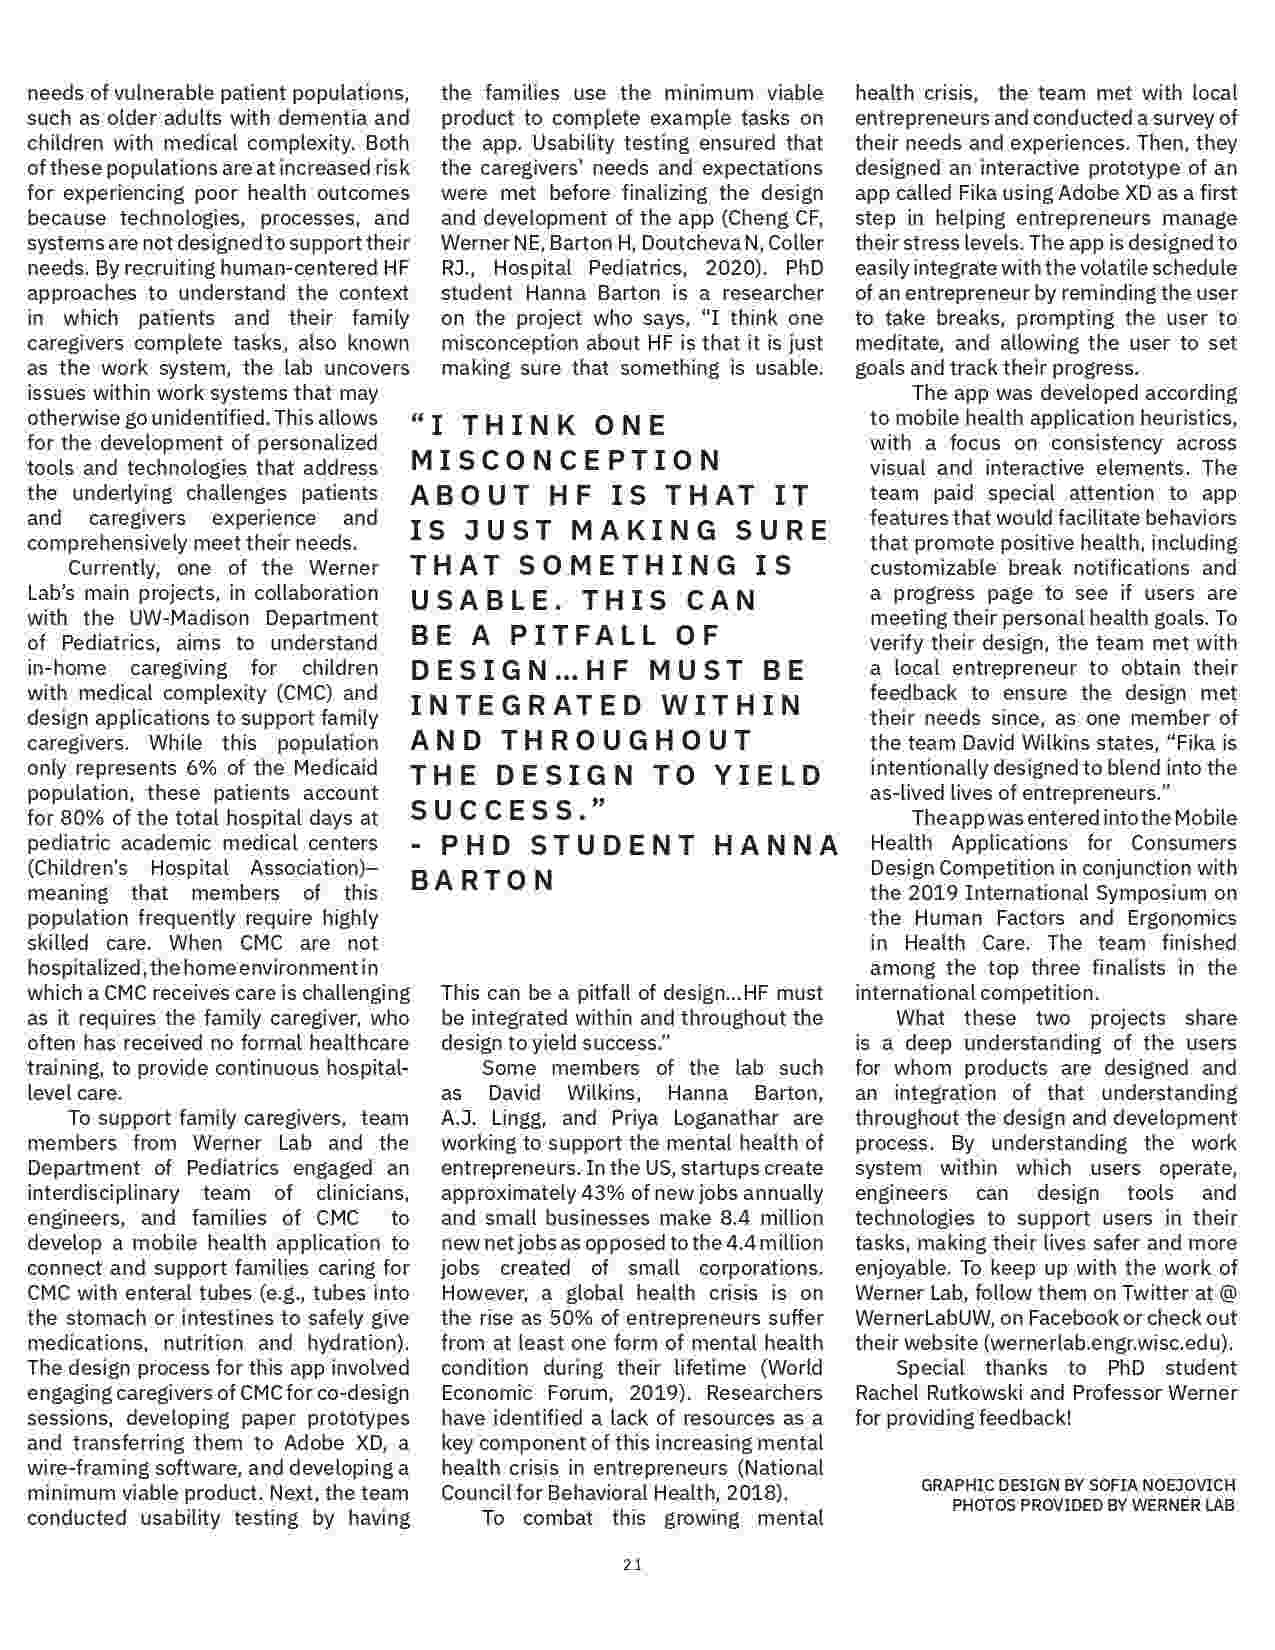 needs of vulnerable patient populations,
such as older adults with dementia and
children with medical complexity. Both
of these populations are at increased risk
for experiencing poor health outcomes
because technologies, processes, and
systems are not designed to support their
needs. By recruiting human-centered HF
approaches to understand the context
in which patients and their family
caregivers complete tasks, also known
as the work system, the lab uncovers
issues within work systems that may
otherwise go unidentified. This allows
for the development of personalized
tools and technologies that address
the underlying challenges patients
and caregivers experience and
comprehensively meet their needs.
Currently, one of the Werner
Lab's main projects, in collaboration
with the UW-Madison Department
of Pediatrics, aims to understand
in-home caregiving for children
with medical complexity (CMC) and
design applications to support family
caregivers. While this population
only represents 6% of the Medicaid
population, these patients account
for 80% of the total hospital days at
pediatric academic medical centers
(Children's Hospital Association)—
meaning that members of this
population frequently require highly
skilled care. When CMC are not
hospitalized, the home environment in
which a CMC receives care is challenging
as it requires the family caregiver, who
often has received no formal healthcare
training, to provide continuous hospital-
level care.
To support family caregivers, team
members from Werner Lab and the
Department of Pediatrics engaged an
interdisciplinary team of clinicians,
engineers, and families of CMC to
develop a mobile health application to
connect and support families caring for
CMC with enteral tubes (e.g., tubes into
the stomach or intestines to safely give
medications, nutrition and hydration).
The design process for this app involved
engaging caregivers of CMC for co-design
sessions, developing paper prototypes
and transferring them to Adobe XD, a
wire-framing software, and developing a
minimum viable product. Next, the team
conducted usability testing by having
the families use the minimum viable
product to complete example tasks on
the app. Usability testing ensured that
the caregivers' needs and expectations
were met before finalizing the design
and development of the app (Cheng CF,
Werner NE, Barton H, Doutcheva N, Coller
RJ., Hospital Pediatrics, 2020). PhD
student Hanna Barton is a researcher
on the project who says, “I think one
misconception about HF is that it is just
making sure that something is usable.
“I THINK ONE
MISCONCEPTION
ABOUT HF IS THAT IT
IS JUST MAKING SURE
THAT SOMETHING IS
USABLE. THIS CAN
BE A PITFALL OF
DESIGN...HF MUST BE
INTEGRATED WITHIN
AND THROUGHOUT
THE DESIGN TO YIELD
SUCCESS.”
- PHD STUDENT HANNA
BARTON
This can be a pitfall of design...HF must
be integrated within and throughout the
design to yield success.”
Some members of the lab such
as David Wilkins, Hanna Barton,
A.J. Lingg, and Priya Loganathar are
working to support the mental health of
entrepreneurs. In the US, startups create
approximately 43% of new jobs annually
and small businesses make 8.4 million
new net jobs as opposed to the 4.4 million
jobs created of small corporations.
However, a global health crisis is on
the rise as 50% of entrepreneurs suffer
from at least one form of mental health
condition during their lifetime (World
Economic Forum, 2019). Researchers
have identified a lack of resources as a
key component of this increasing mental
health crisis in entrepreneurs (National
Council for Behavioral Health, 2018).
To combat this growing mental
health crisis, the team met with local
entrepreneurs and conducted a survey of
their needs and experiences. Then, they
designed an interactive prototype of an
app called Fika using Adobe XD as a first
step in helping entrepreneurs manage
their stress levels. The app is designed to
easily integrate with the volatile schedule
of an entrepreneur by reminding the user
to take breaks, prompting the user to
meditate, and allowing the user to set
goals and track their progress.
The app was developed according
to mobile health application heuristics,
with a focus on consistency across
visual and interactive elements. The
team paid special attention to app
features that would facilitate behaviors
that promote positive health, including
customizable break notifications and
a progress page to see if users are
meeting their personal health goals. To
verify their design, the team met with
a local entrepreneur to obtain their
feedback to ensure the design met
their needs since, as one member of
the team David Wilkins states, “Fika is
intentionally designed to blend into the
as-lived lives of entrepreneurs.”
The app was entered into the Mobile
Health Applications for Consumers
Design Competition in conjunction with
the 2019 International Symposium on
the Human Factors and Ergonomics
in Health Care. The team finished
among the top three finalists in the
international competition.
What these two projects share
is a deep understanding of the users
for whom products are designed and
an integration of that understanding
throughout the design and development
process. By understanding the work
system within which users operate,
engineers can design tools and
technologies to support users in their
tasks, making their lives safer and more
enjoyable. To keep up with the work of
Werner Lab, follow them on Twitter at @
WernerLabUW, on Facebook or check out
their website (wernerlab.engr.wisc.edu).
Special thanks to PhD student
Rachel Rutkowski and Professor Werner
for providing feedback!
GRAPHIC DESIGN BY SOFIA NOEJOVICH
PHOTOS PROVIDED BY WERNER LAB
21